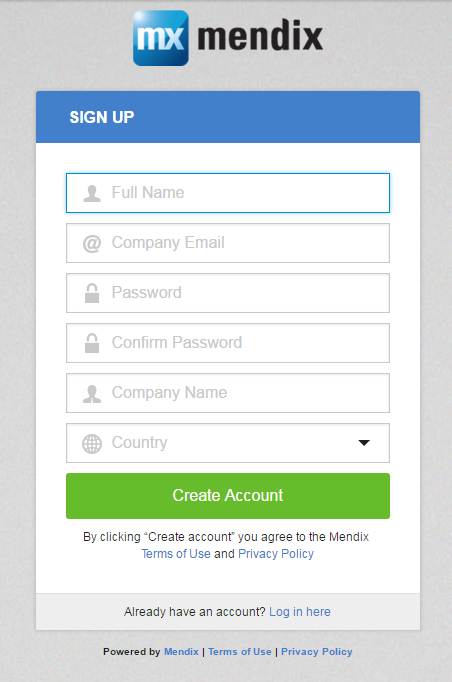 mx mendix
SIGN UP
Full Name
@ Company Email
Password
Confirm Password
Company Name
Country
Create Account
By clicking “Create account” you agree to the Mendix
Terms of Use and Privacy Policy
Already have an account? Log in here
Powered by Mendix | Terms of Use | Privacy Policy